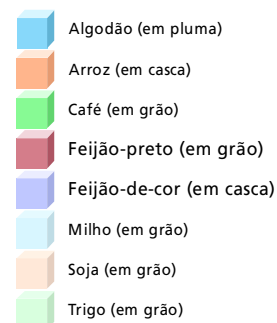 Algodão (em pluma)
Arroz (em casca)
Café (em grão)
Feijão-preto (em grão)
Feijão-de-cor (em casca)
Milho (em grão)
Soja (em grão)
Trigo (em grão)